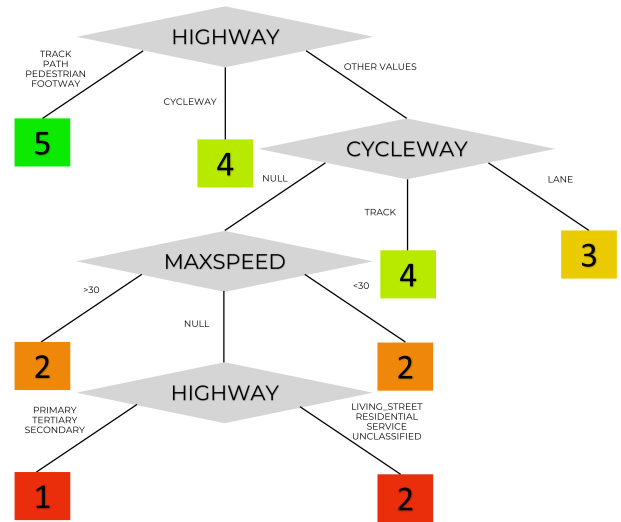 HIGHWAY
TRACK
PATH
PEDESTRIAN
FOOTWAY
CYCLEWAY
OTHER VALUES
5
4
CYCLEWAY
NULL
TRACK
LANE
MAXSPEED
4
3
>30
NULL
<30
2
2
HIGHWAY
PRIMARY
TERTIARY
SECONDARY
LIVING_STREET
RESIDENTIAL
SERVICE
UNCLASSIFIED
1
2